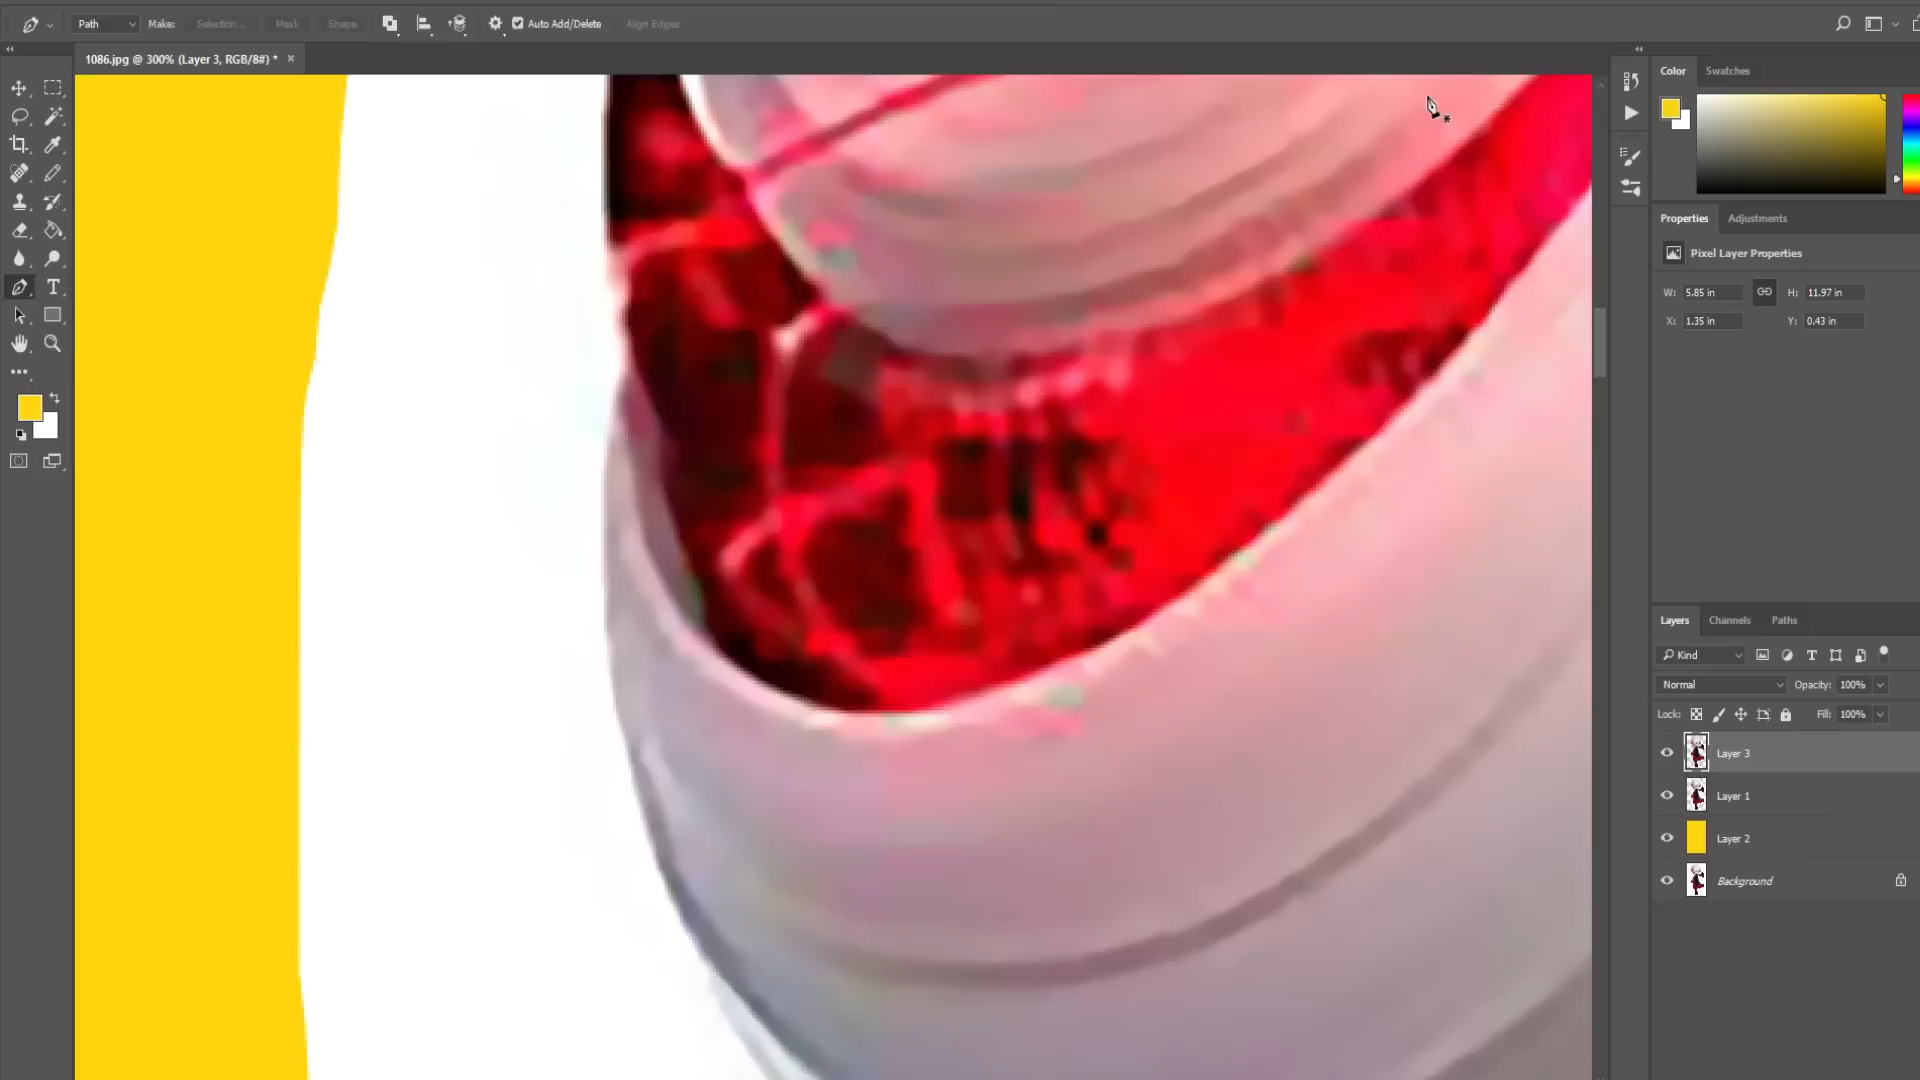 Path
Make:
Selection...
Mask
Shape
Auto Add/Delete
Align Edges
1086.jpg @ 300% (Layer 3, RGB/8#) *
Color
Swatches
Properties
Adjustments
Pixel Layer Properties
W: 5.85 in
H: 11.97 in
X: 1.35 in
Y: 0.43 in
Layers
Channels
Paths
Kind
Normal
Opacity: 100%
Lock:
Fill: 100%
Layer 3
Layer 1
Layer 2
Background